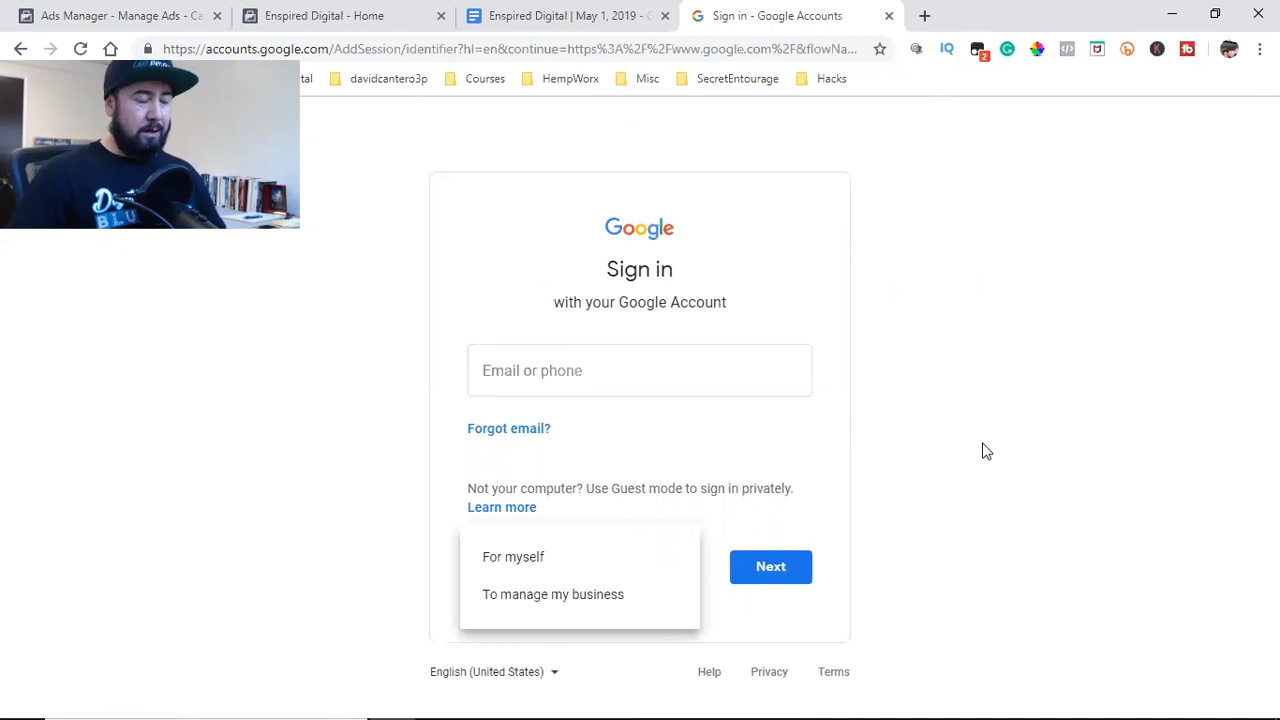 Ads Manager - Manage Ads - Ca
Enspired Digital - Home
Enspired Digital | May 1, 2019 - C
Sign in - Google Accounts
https://accounts.google.com/AddSession/identifier?hl=en&continue=https%3A%2F%2Fwww.google.com%2F&flowNa...
IQ
2
tal
davidcantero3p
Courses
HempWorx
Misc
SecretEntourage
Hacks
BLU
Google
Sign in
with your Google Account
Email or phone
Forgot email?
Not your computer? Use Guest mode to sign in privately.
Learn more
For myself
To manage my business
Next
English (United States)
Help
Privacy
Terms